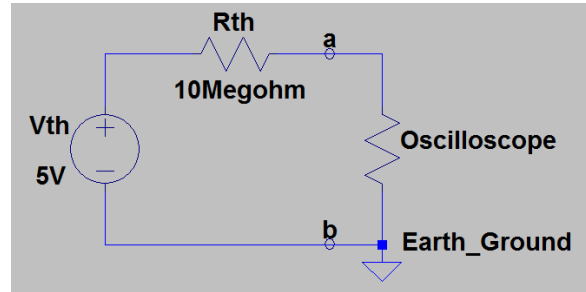 Rth
a
10Megohm
Vth
+
Oscilloscope
5V
b
Earth_Ground